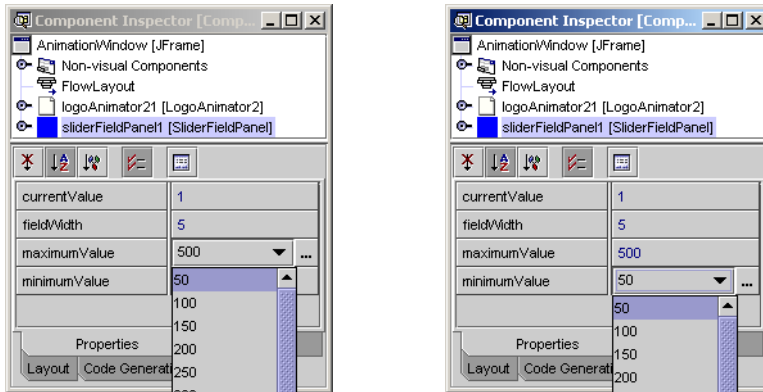 Component Inspector [Comp...
AnimationWindow [JFrame]
Non-visual Components
FlowLayout
logoAnimator21 [LogoAnimator2]
sliderFieldPanel1 [SliderFieldPanel]
currentValue 1
fieldWidth 5
maximumValue 500 ...
minimumValue 50
100
150
200
250
Properties
Layout Code Generati
Component Inspector [Comp...
AnimationWindow [JFrame]
Non-visual Components
FlowLayout
logoAnimator21 [LogoAnimator2]
sliderFieldPanel1 [SliderFieldPanel]
currentValue 1
fieldWidth 5
maximumValue 500
minimumValue 50 ...
50
100
150
200
Properties
Layout Code Generati